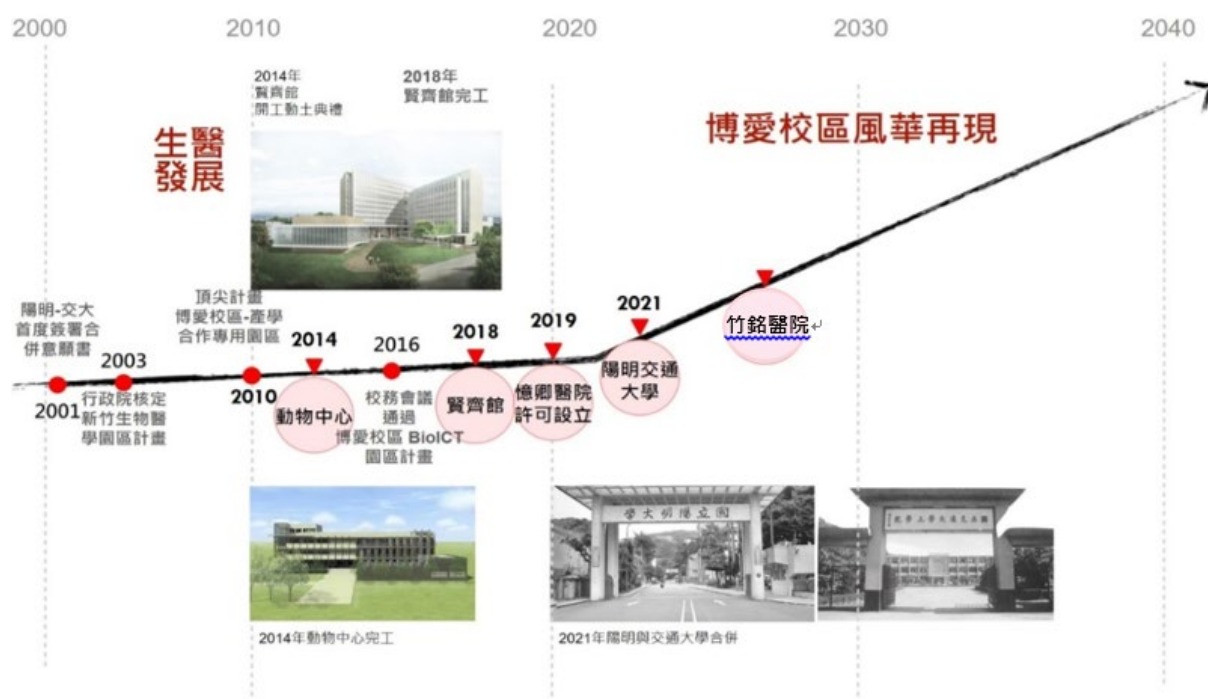 2000
2010
2020
2030
2040
2014年
賢齊館
開工動土典禮
2018年
賢齊館完工
生醫
發展
博愛校區風華再現
陽明-交大
首度簽署合
併意願書
2001
2003
行政院核定
新竹生物醫
學園區計畫
頂尖計畫
博愛校區-產學
合作專用園區
2010
2014
動物中心
2016
校務會議
通過
博愛校區 BioICT
園區計畫
2018
賢齊館
2019
憶卿醫院
許可設立
2021
陽明交通
大學
竹銘醫院
學大明陽立國
2014年動物中心完工
2021年陽明與交通大學合併